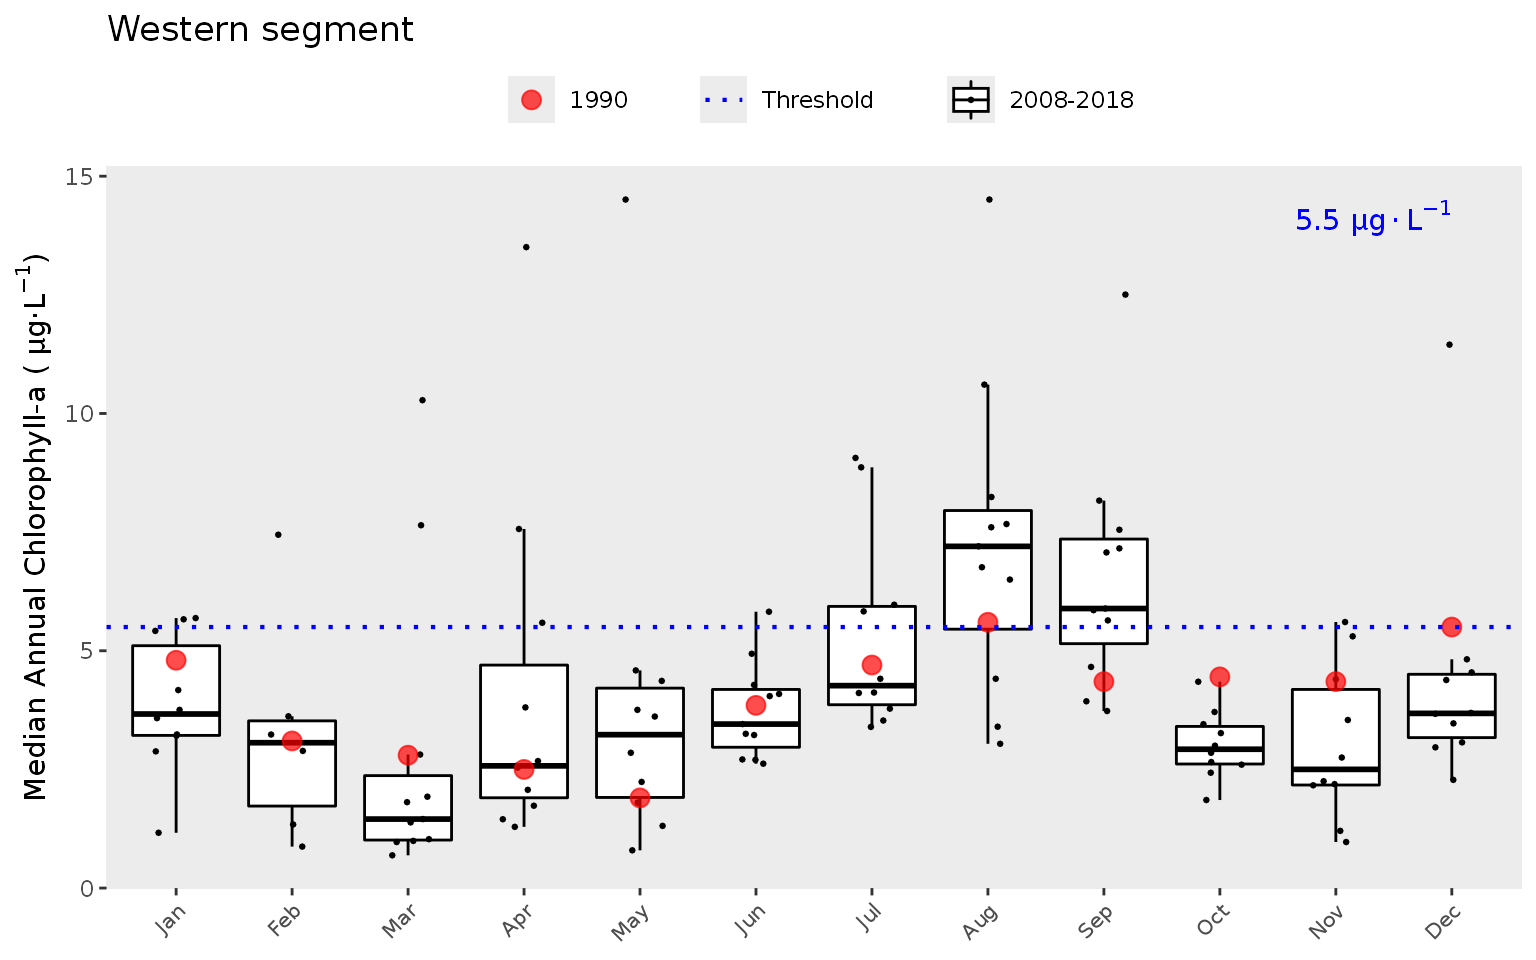 Western segment
1990
Threshold
2008-2018
Median Annual Chlorophyll-a ( µg·L⁻¹)
15
10
5
0
5.5 µg·L⁻¹
Jan
Feb
Mar
Apr
May
Jun
Jul
Aug
Sep
Oct
Nov
Dec